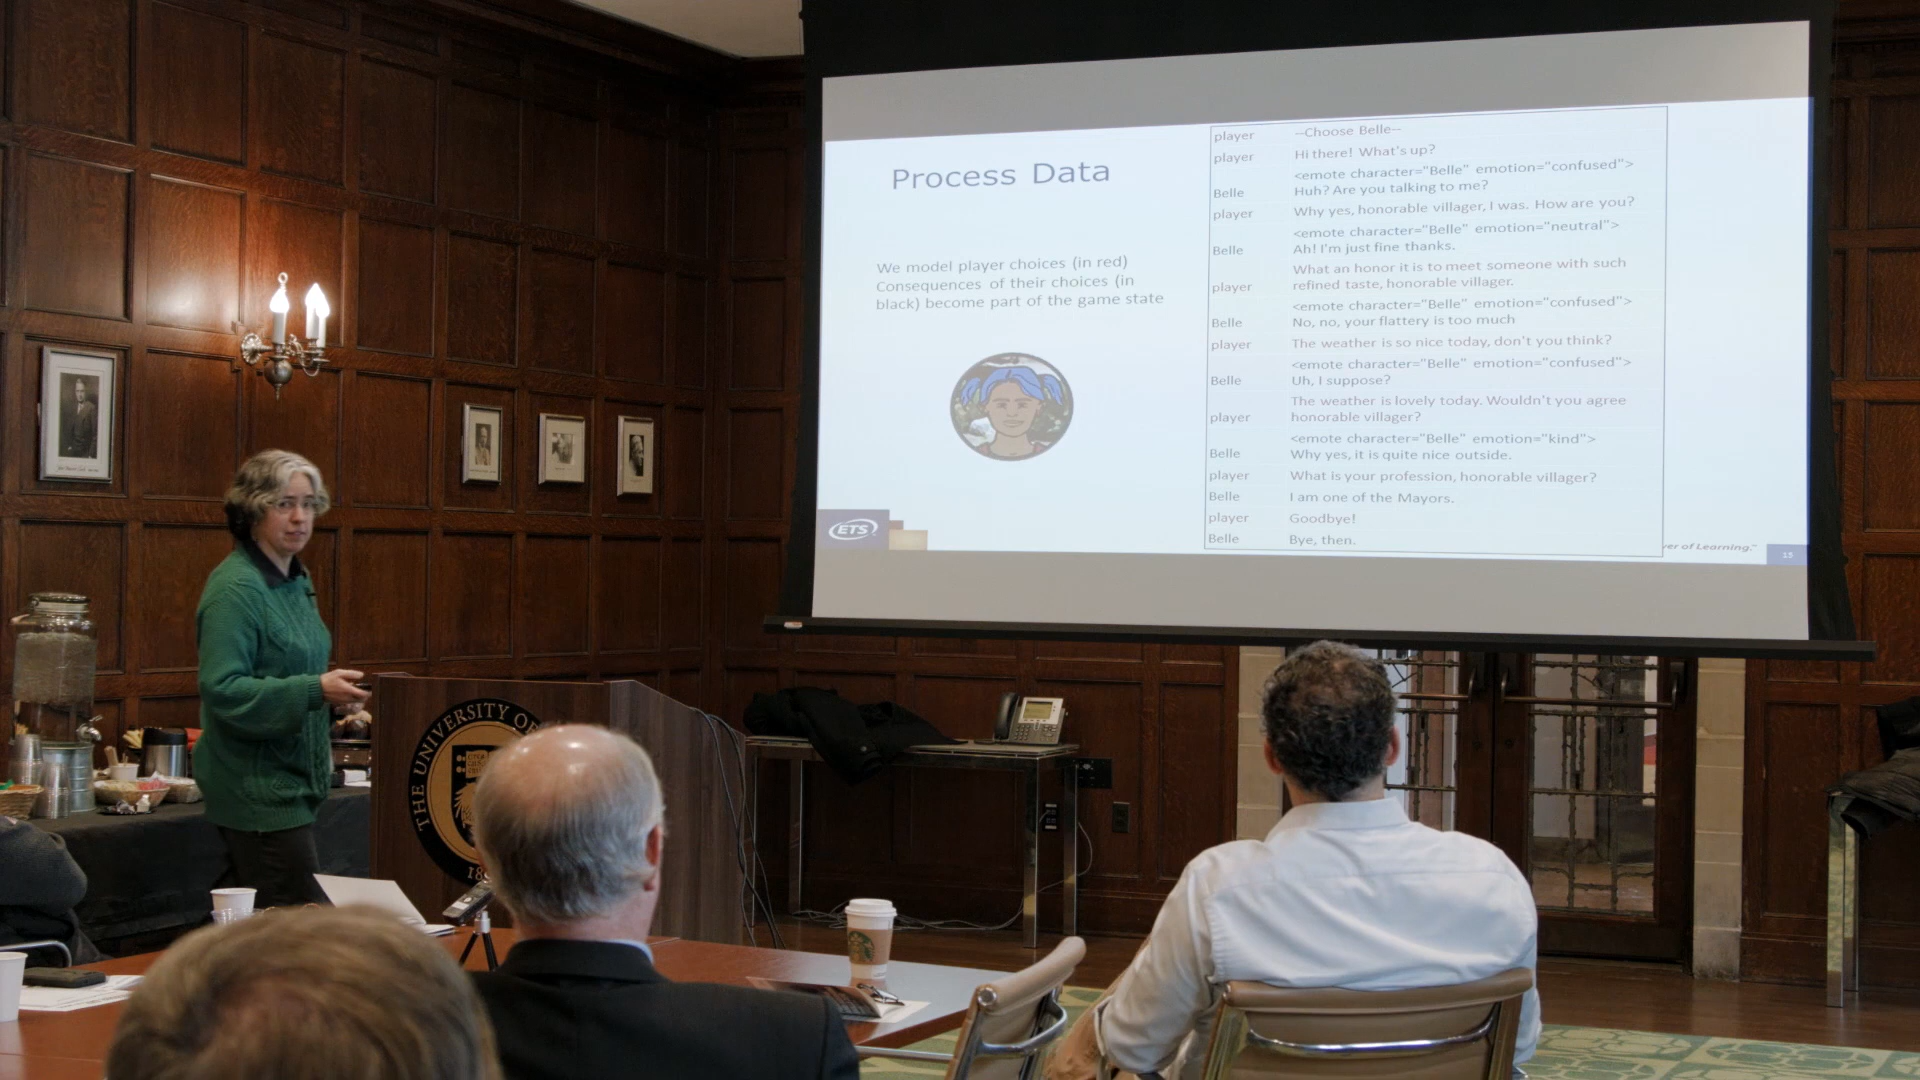 Process Data
We model player choices (in red)
Consequences of their choices (in
black) become part of the game state
player --Choose Belle--
player Hi there! What's up?
<emote character="Belle" emotion="confused">
Belle Huh? Are you talking to me?
player Why yes, honorable villager, I was. How are you?
<emote character="Belle" emotion="neutral">
Belle Ah! I'm just fine thanks.
What an honor it is to meet someone with such
player refined taste, honorable villager.
<emote character="Belle" emotion="confused">
Belle No, no, your flattery is too much
player The weather is so nice today, don't you think?
<emote character="Belle" emotion="confused">
Belle Uh, I suppose?
The weather is lovely today. Wouldn't you agree
player honorable villager?
<emote character="Belle" emotion="kind">
Belle Why yes, it is quite nice outside.
player What is your profession, honorable villager?
Belle I am one of the Mayors.
player Goodbye!
Belle Bye, then.
ETS
of Learning.™
15
THE UNIVERSITY OF